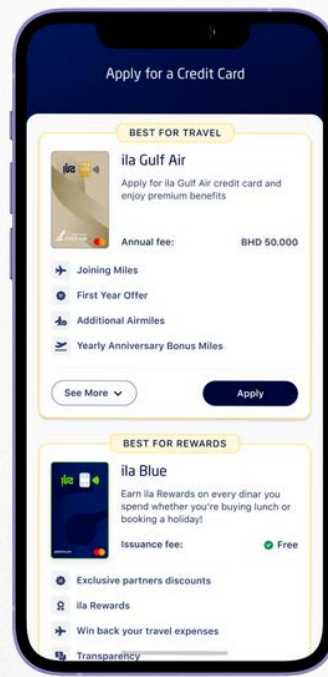 Apply for a Credit Card
BEST FOR TRAVEL
ila
ila Gulf Air
Apply for ila Gulf Air credit card and
enjoy premium benefits
Annual fee: BHD 50.000
Joining Miles
First Year Offer
Additional Airmiles
Yearly Anniversary Bonus Miles
See More
Apply
BEST FOR REWARDS
ila
ila Blue
Earn ila Rewards on every dinar you
spend whether you're buying lunch or
booking a holiday!
Issuance fee: Free
platinum
Exclusive partners discounts
ila Rewards
Win back your travel expenses
Transparency